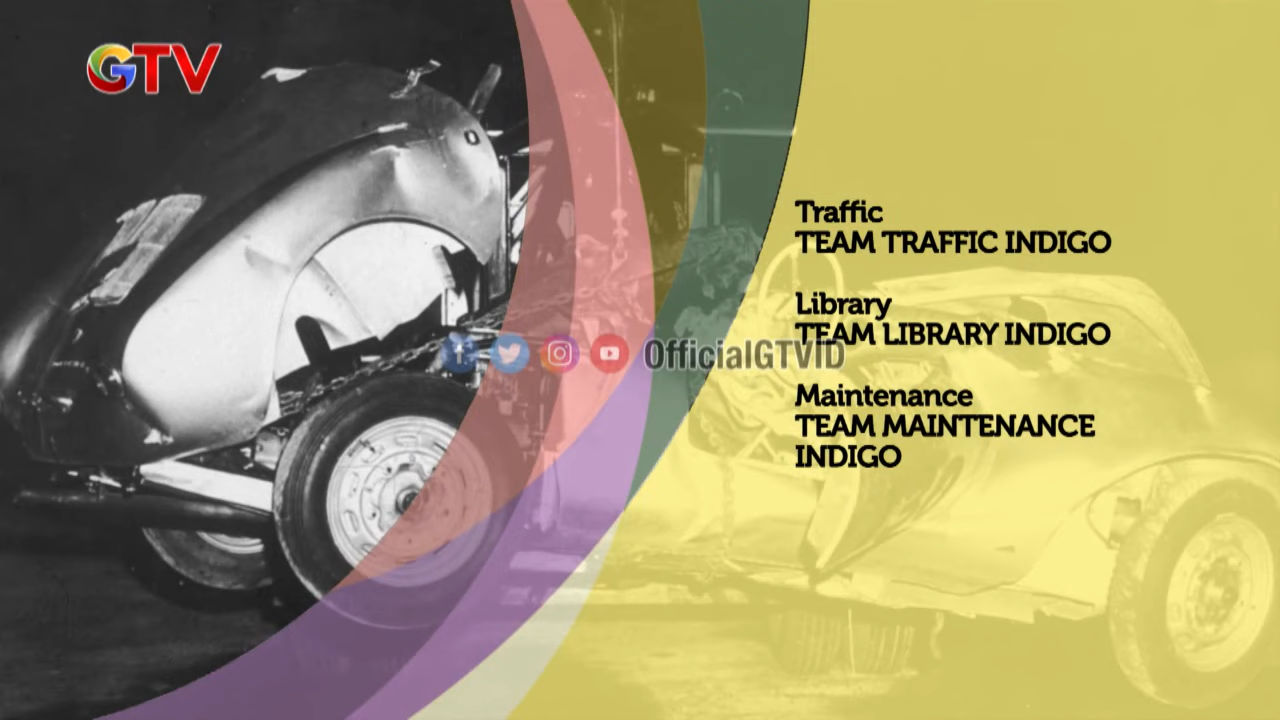 GTV
Traffic
TEAM TRAFFIC INDIGO
Library
TEAM LIBRARY INDIGO
OfficialGTVID
Maintenance
TEAM MAINTENANCE
INDIGO